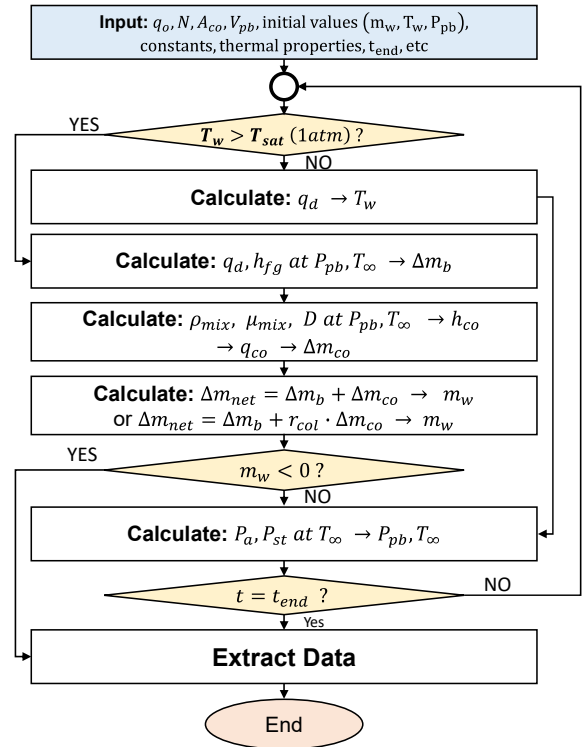 Input: q_o, N, A_co, V_pb, initial values (m_w, T_w, P_pb),
constants, thermal properties, t_end, etc
YES
T_w > T_sat (1atm) ?
NO
Calculate: q_d → T_w
Calculate: q_d, h_fg at P_pb, T_∞ → Δm_b
Calculate: ρ_mix, μ_mix, D at P_pb, T_∞ → h_co
→ q_co → Δm_co
Calculate: Δm_net = Δm_b + Δm_co → m_w
or Δm_net = Δm_b + r_col · Δm_co → m_w
YES
m_w < 0 ?
NO
Calculate: P_a, P_st at T_∞ → P_pb, T_∞
NO
t = t_end ?
Yes
Extract Data
End